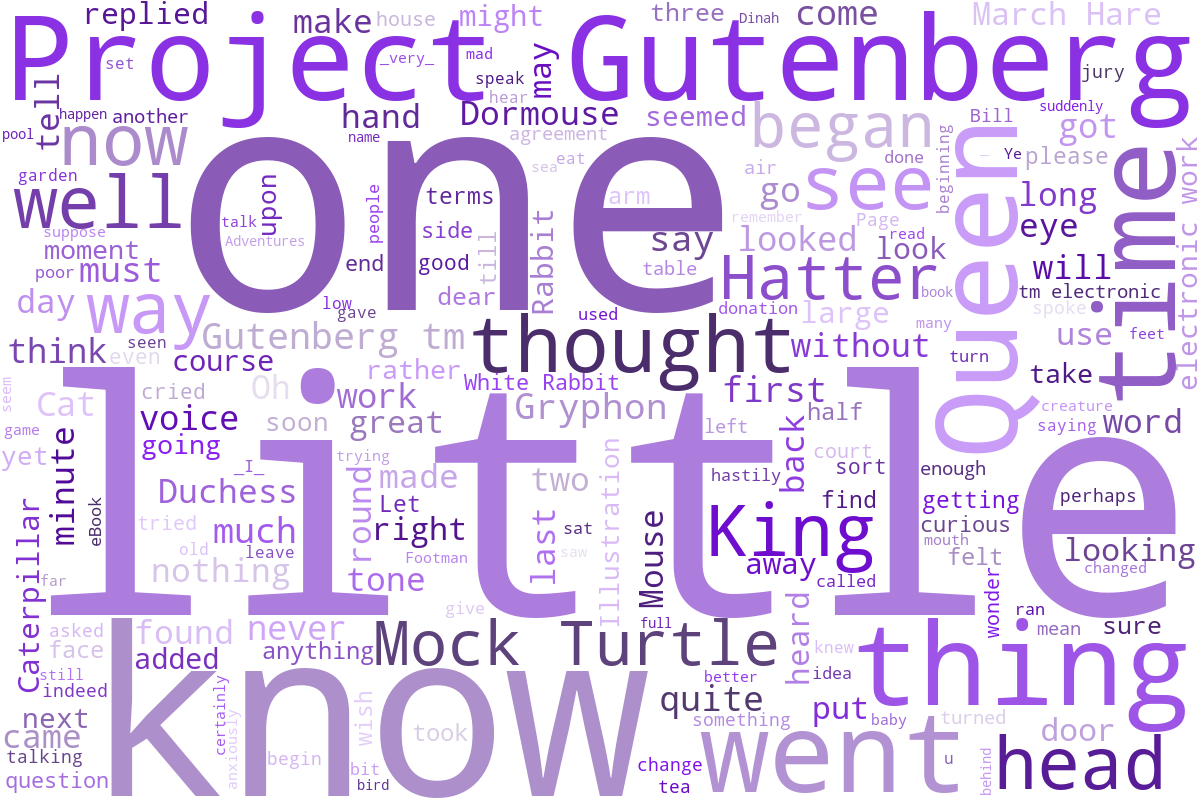 replied
make
house
might
three
Dinah
come
March Hare
Project Gutenberg
set
_very_
mad
speak
hear
may
jury
tell
happen
another
hand
name
Dormouse
agreement
seemed
began
suddenly
Bill
got
pool
now
one
sea
eat
air
done
beginning
Queen
Ye
please
time
electronic work
garden
well
talk
Adventures
upon
people
terms
side
till
Rabbit
arm
say
table
remember
go
see
Page
looked
look
read
long
eye
suppose
moment
poor
must
end
good
dear
Hatter
book
will
tm electronic
day
way
low
gave
used
donation
large
many
spoke
use
feet
think
even
seen
Gutenberg tm
course
thought
without
turn
take
rather
White Rabbit
first
seem
Cat
cried
Oh
work
Gryphon
half
creature
saying
word
game
yet
minute
voice
going
soon
great
trying
left
back
court
sort
enough
little
_I_
Duchess
much
tried
old
leave
nothing
around
made
Let
right
Footman
tone
last
two
sat
saw
Illustration
Mouse
hastily
King
away
called
find
getting
curious
mouth
felt
perhaps
looking
changed
Caterpillar
eBook
far
give
full
heard
wonder
ran
mean
sure
asked
face
still
indeed
found
added
never
anything
Mock Turtle
knew
idea
thing
know
next
came
talking
question
certainly
anxiously
begin
wish
bit
bird
took
better
quite
something
put
baby
turned
door
went
u
behind
head
change
tea